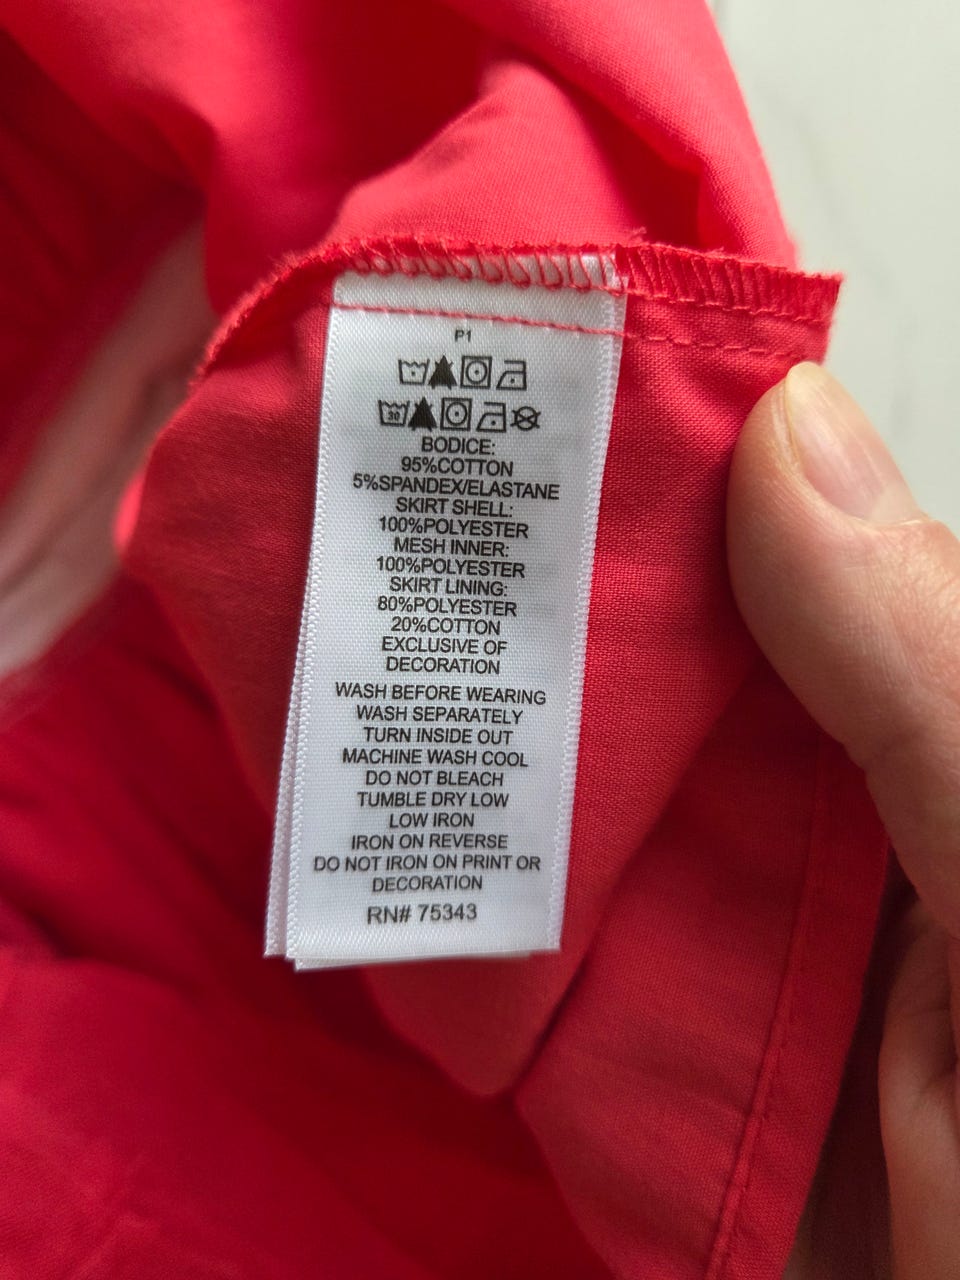 P1
30
BODICE:
95%COTTON
5%SPANDEX/ELASTANE
SKIRT SHELL:
100%POLYESTER
MESH INNER:
100%POLYESTER
SKIRT LINING:
80%POLYESTER
20%COTTON
EXCLUSIVE OF
DECORATION
WASH BEFORE WEARING
WASH SEPARATELY
TURN INSIDE OUT
MACHINE WASH COOL
DO NOT BLEACH
TUMBLE DRY LOW
LOW IRON
IRON ON REVERSE
DO NOT IRON ON PRINT OR
DECORATION
RN# 75343